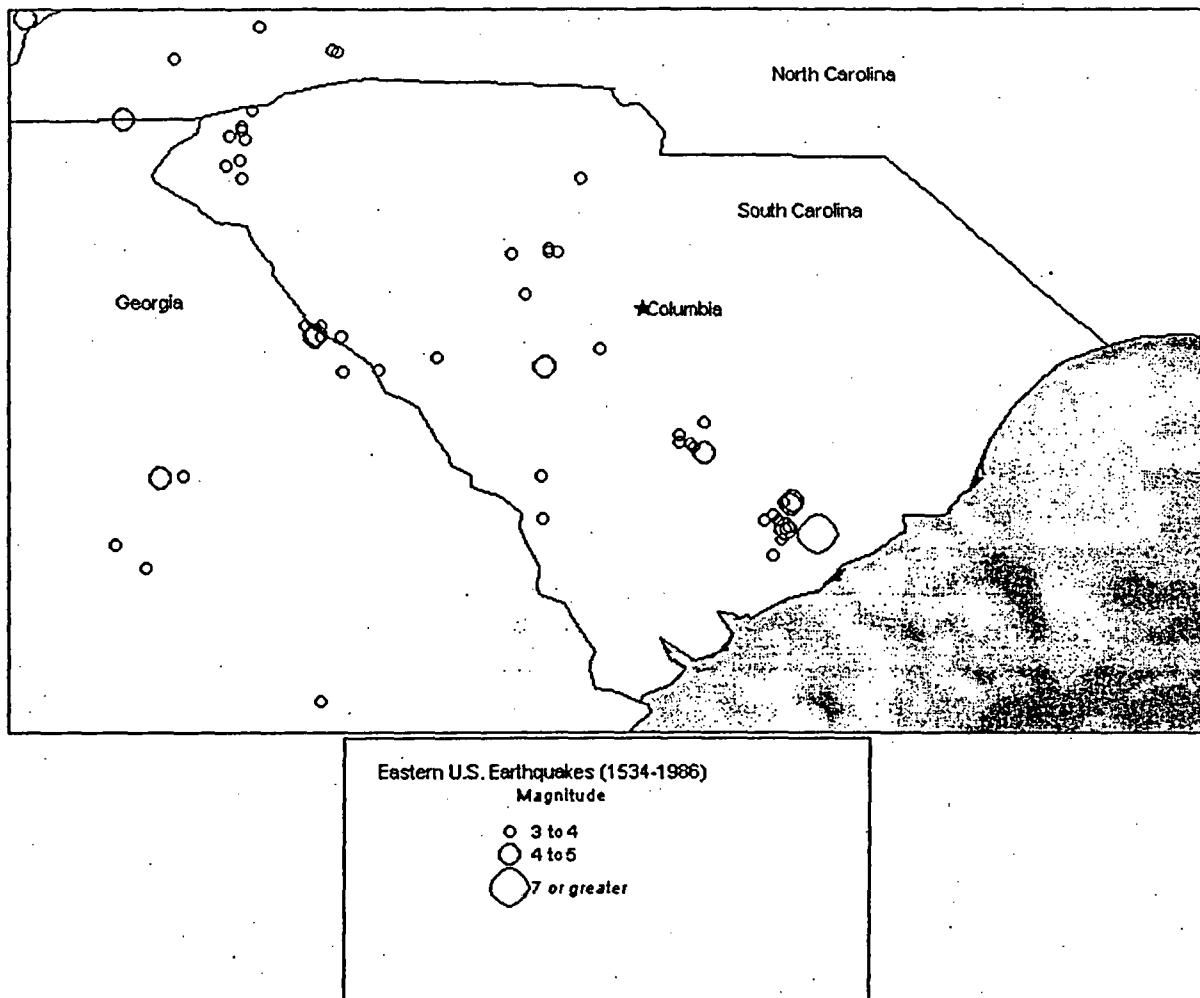 North Carolina
South Carolina
Georgia
Columbia
Eastern U.S. Earthquakes (1534-1986)
Magnitude
3 to 4
4 to 5
7 or greater